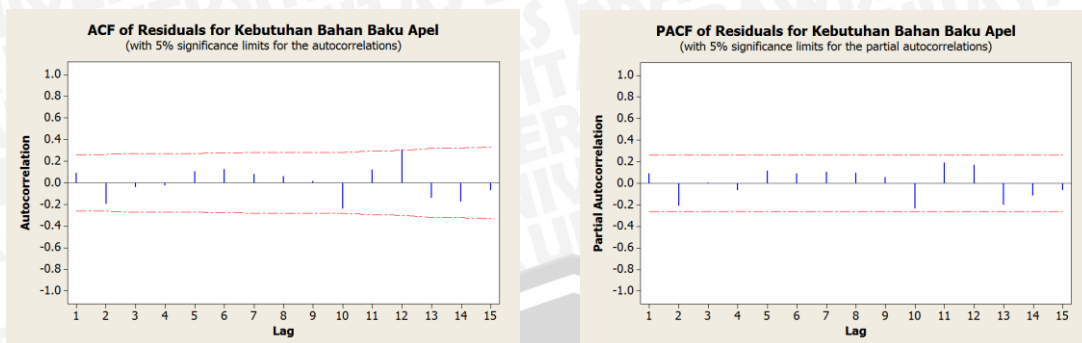 ACF of Residuals for Kebutuhan Bahan Baku Apel
(with 5% significance limits for the autocorrelations)
1.0
0.8
0.6
0.4
0.2
0.0
-0.2
-0.4
-0.6
-0.8
-1.0
Autocorrelation
1 2 3 4 5 6 7 8 9 10 11 12 13 14 15
Lag
PACF of Residuals for Kebutuhan Bahan Baku Apel
(with 5% significance limits for the partial autocorrelations)
1.0
0.8
0.6
0.4
0.2
0.0
-0.2
-0.4
-0.6
-0.8
-1.0
Partial Autocorrelation
1 2 3 4 5 6 7 8 9 10 11 12 13 14 15
Lag